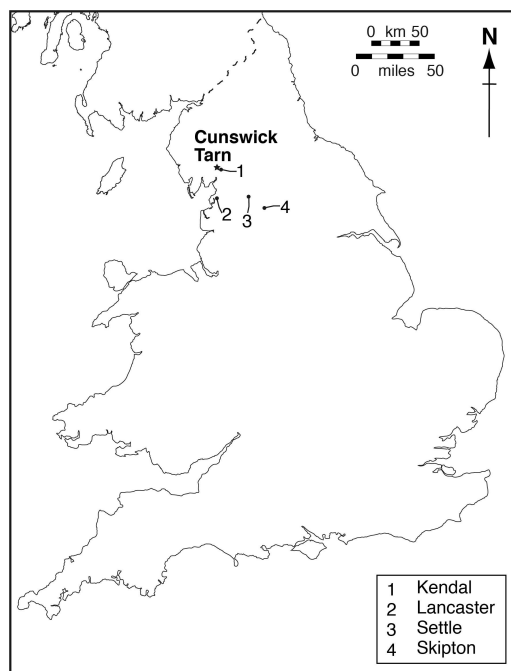 0 km 50
0 miles 50
N
Cunswick
Tarn
1
2
3
4
1 Kendal
2 Lancaster
3 Settle
4 Skipton